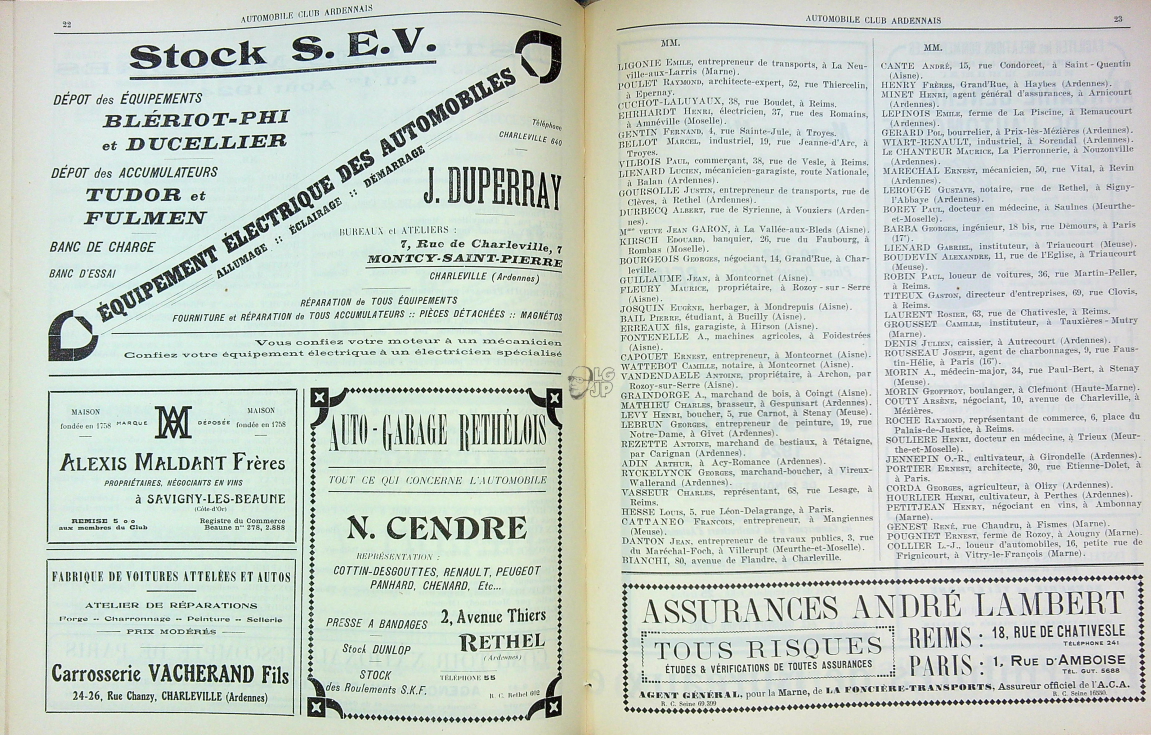 22
AUTOMOBILE CLUB ARDENNAIS
Stock S. E. V.
DÉPOT des ÉQUIPEMENTS
BLÉRIOT-PHI
et DUCELLIER
DÉPÔT des ACCUMULATEURS
TUDOR et
FULMEN
BANC DE CHARGE
BANC D'ESSAI
ÉQUIPEMENT ÉLECTRIQUE DES AUTOMOBILES
ALLUMAGE :: ÉCLAIRAGE :: DÉMARRAGE
Téléphone
CHARLEVILLE 640
J. DUPERRAY
BUREAUX et ATELIERS :
7, Rue de Charleville, 7
MONTCY-SAINT-PIERRE
CHARLEVILLE (Ardennes)
RÉPARATION de TOUS ÉQUIPEMENTS
FOURNITURE et RÉPARATION de TOUS ACCUMULATEURS :: PIÈCES DÉTACHÉES :: MAGNÉTOS
Vous confiez votre moteur à un mécanicien
Confiez votre équipement électrique à un électricien spécialisé
MAISON
fondée en 1758
MARQUE
DÉPOSÉE
MAISON
fondée en 1758
ALEXIS MALDANT Frères
PROPRIÉTAIRES, NÉGOCIANTS EN VINS
à SAVIGNY-LES-BEAUNE
(Côte-d'Or)
REMISE 5 o o
aux membres du Club
Registre du Commerce
Beaune nos 278, 2.888
FABRIQUE DE VOITURES ATTELÉES ET AUTOS
ATELIER DE RÉPARATIONS
Forge -- Charronnage -- Peinture -- Sellerie
PRIX MODÉRÉS
Carrosserie VACHERAND Fils
24-26, Rue Chanzy, CHARLEVILLE (Ardennes)
AUTO-GARAGE RETHÉLOIS
TOUT CE QUI CONCERNE L'AUTOMOBILE
N. CENDRE
REPRÉSENTATION :
COTTIN-DESGOUTTES, RENAULT, PEUGEOT
PANHARD, CHENARD, Etc...
PRESSE A BANDAGES
Stock DUNLOP
STOCK
des Roulements S.K.F.
2, Avenue Thiers
RETHEL
(Ardennes)
TÉLÉPHONE 55
R. C. Rethel 602
LG
JP
AUTOMOBILE CLUB ARDENNAIS
23
MM.
LIGONIE EMILE, entrepreneur de transports, à La Neu-
ville-aux-Larris (Marne).
POULET RAYMOND, architecte-expert, 52, rue Thiercelin,
à Epernay.
CUCHOT-LALUYAUX, 38, rue Boudet, à Reims.
EHRHARDT HENRI, électricien, 37, rue des Romains,
à Amnéville (Moselle).
GENTIN FERNAND, 4, rue Sainte-Jule, à Troyes.
BELLOT MARCEL, industriel, 19, rue Jeanne-d'Arc, à
Troyes.
VILBOIS PAUL, commerçant, 38, rue de Vesle, à Reims.
LIENARD LUCIEN, mécanicien-garagiste, route Nationale,
à Balan (Ardennes).
GOURSOLLE JUSTIN, entrepreneur de transports, rue de
Clèves, à Rethel (Ardennes).
DURBECQ ALBERT, rue de Syrienne, à Vouziers (Arden-
nes).
Mme veuve JEAN GARON, à La Vallée-aux-Bleds (Aisne).
KIRSCH EDOUARD, banquier, 26, rue du Faubourg, à
Rombas (Moselle).
BOURGEOIS GEORGES, négociant, 14, Grand'Rue, à Char-
leville.
GUILLAUME JEAN, à Montcornet (Aisne).
FLEURY MAURICE, propriétaire, à Rozoy-sur-Serre
(Aisne).
JOSQUIN EUGÈNE, herbager, à Mondrepuis (Aisne).
BAIL PIERRE, étudiant, à Bucilly (Aisne).
ERREAUX fils, garagiste, à Hirson (Aisne).
FONTENELLE A., machines agricoles, à Foidestrées
(Aisne).
CAPOUET ERNEST, entrepreneur, à Montcornet (Aisne).
WATTEBOT CAMILLE, notaire, à Montcornet (Aisne).
VANDENDAELE ANTOINE, propriétaire, à Archon, par
Rozoy-sur-Serre (Aisne).
GRAINDORGE A., marchand de bois, à Coingt (Aisne).
MATHIEU CHARLES, brasseur, à Gespunsart (Ardennes).
LEVY HENRI, boucher, 5, rue Carnot, à Stenay (Meuse).
LEBRUN GEORGES, entrepreneur de peinture, 19, rue
Notre-Dame, à Givet (Ardennes).
REZETTE ANTOINE, marchand de bestiaux, à Tétaigne,
par Carignan (Ardennes).
ADIN ARTHUR, à Acy-Romance (Ardennes).
RYCKELYNCK GEORGES, marchand-boucher, à Vireux-
Wallerand (Ardennes).
VASSEUR CHARLES, représentant, 68, rue Lesage, à
Reims.
HESSE LOUIS, 5, rue Léon-Delagrange, à Paris.
CATTANEO FRANCOIS, entrepreneur, à Mangiennes
(Meuse).
DANTON JEAN, entrepreneur de travaux publics, 3, rue
du Maréchal-Foch, à Villerupt (Meurthe-et-Moselle).
BIANCHI, 80, avenue de Flandre, à Charleville.
MM.
CANTE ANDRÉ, 15, rue Condorcet, à Saint-Quentin
(Aisne).
HENRY FRÈRES, Grand'Rue, à Haybes (Ardennes).
MINET HENRI, agent général d'assurances, à Arnicourt
(Ardennes).
LEPINOIS EMILE, ferme de La Piscine, à Remaucourt
(Ardennes).
GERARD POL, bourrelier, à Prix-lès-Mézières (Ardennes).
WIART-RENAULT, industriel, à Sorendal (Ardennes).
LE CHANTEUR MAURICE, La Pierronnerie, à Nouzonville
(Ardennes).
MARECHAL ERNEST, mécanicien, 50, rue Vital, à Revin
(Ardennes).
LEROUGE GUSTAVE, notaire, rue de Rethel, à Signy-
l'Abbaye (Ardennes).
BOREY PAUL, docteur en médecine, à Saulnes (Meurthe-
et-Moselle).
BARBA GEORGES, ingénieur, 18 bis, rue Demours, à Paris
(17e).
LIENARD GABRIEL, instituteur, à Triaucourt (Meuse).
BOUDEVIN ALEXANDRE, 11, rue de l'Eglise, à Triaucourt
(Meuse).
ROBIN PAUL, loueur de voitures, 36, rue Martin-Peller,
à Reims.
TITEUX GASTON, directeur d'entreprises, 69, rue Clovis,
à Reims.
LAURENT ROSIER, 63, rue de Chativesle, à Reims.
GROUSSET CAMILLE, instituteur, à Tauxières-Mutry
(Marne).
DENIS JULIEN, caissier, à Autrecourt (Ardennes).
ROUSSEAU JOSEPH, agent de charbonnages, 9, rue Faus-
tin-Hélie, à Paris (16e).
MORIN A., médecin-major, 34, rue Paul-Bert, à Stenay
(Meuse).
MORIN GEOFFROY, boulanger, à Clefmont (Haute-Marne).
COUTY ARSÈNE, négociant, 10, avenue de Charleville, à
Mézières.
ROCHE RAYMOND, représentant de commerce, 6, place du
Palais-de-Justice, à Reims.
SOULIERE HENRI, docteur en médecine, à Trieux (Meur-
the-et-Moselle).
JENNEPIN O.-R., cultivateur, à Girondelle (Ardennes).
PORTIER ERNEST, architecte, 30, rue Etienne-Dolet, à
à Paris.
CORDA GEORGES, agriculteur, à Olizy (Ardennes).
HOURLIER HENRI, cultivateur, à Perthes (Ardennes).
PETITJEAN HENRY, négociant en vins, à Ambonnay
(Marne).
GENEST RENÉ, rue Chaudru, à Fismes (Marne).
POUGNIET ERNEST, ferme de Rozoy, à Aougny (Marne).
COLLIER L.-J., loueur d'automobiles, 16, petite rue de
Frignicourt, à Vitry-le-François (Marne).
ASSURANCES ANDRÉ LAMBERT
TOUS RISQUES
ÉTUDES & VÉRIFICATIONS DE TOUTES ASSURANCES
REIMS : 18, RUE DE CHATIVESLE
TÉLÉPHONE 241
PARIS : 1, RUE D'AMBOISE
TÉL. GUT. 5688
AGENT GÉNÉRAL, pour la Marne, de LA FONCIÈRE-TRANSPORTS, Assureur officiel de l'A.C.A.
R. C. Seine 69.399
R. C. Seine 16550